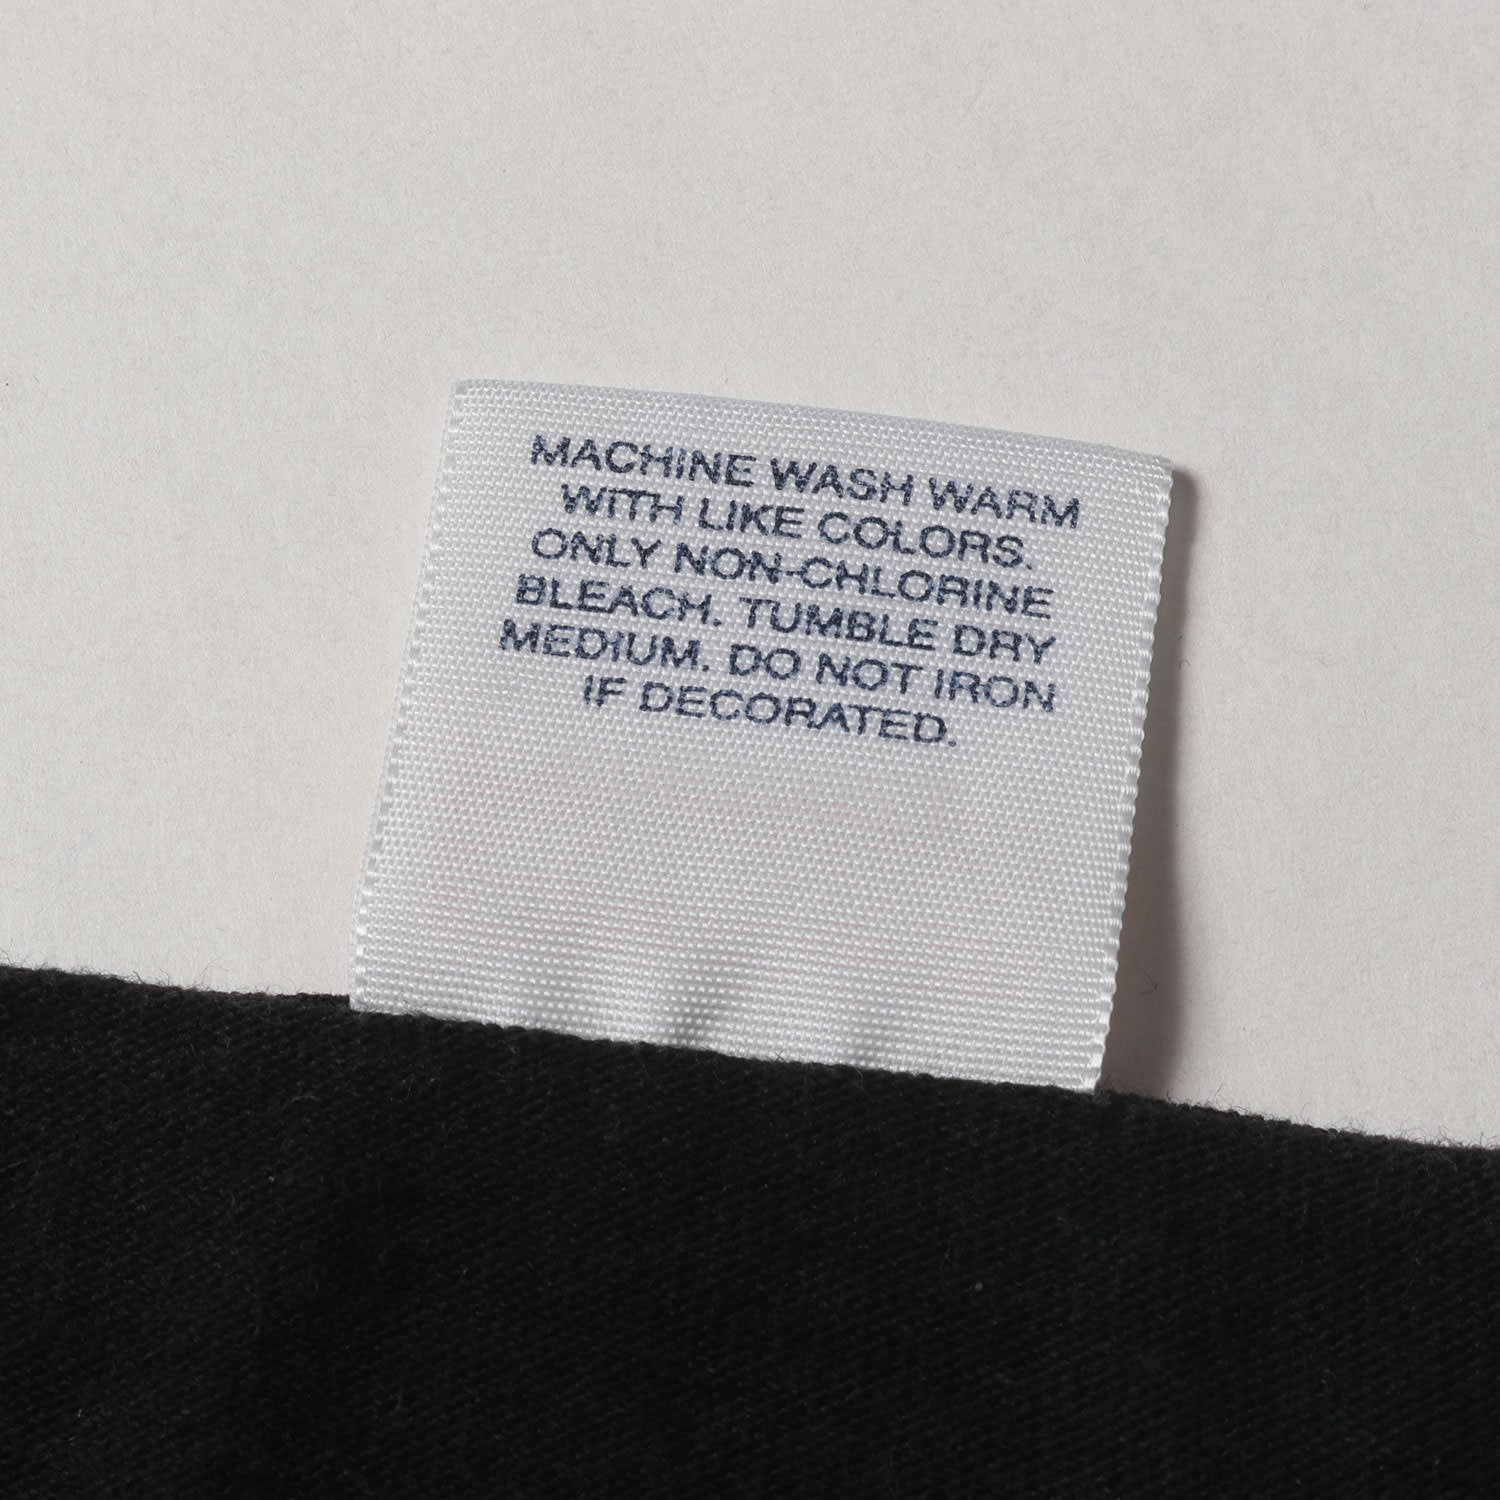 MACHINE WASH WARM
WITH LIKE COLORS.
ONLY NON-CHLORINE
BLEACH. TUMBLE DRY
MEDIUM. DO NOT IRON
IF DECORATED.